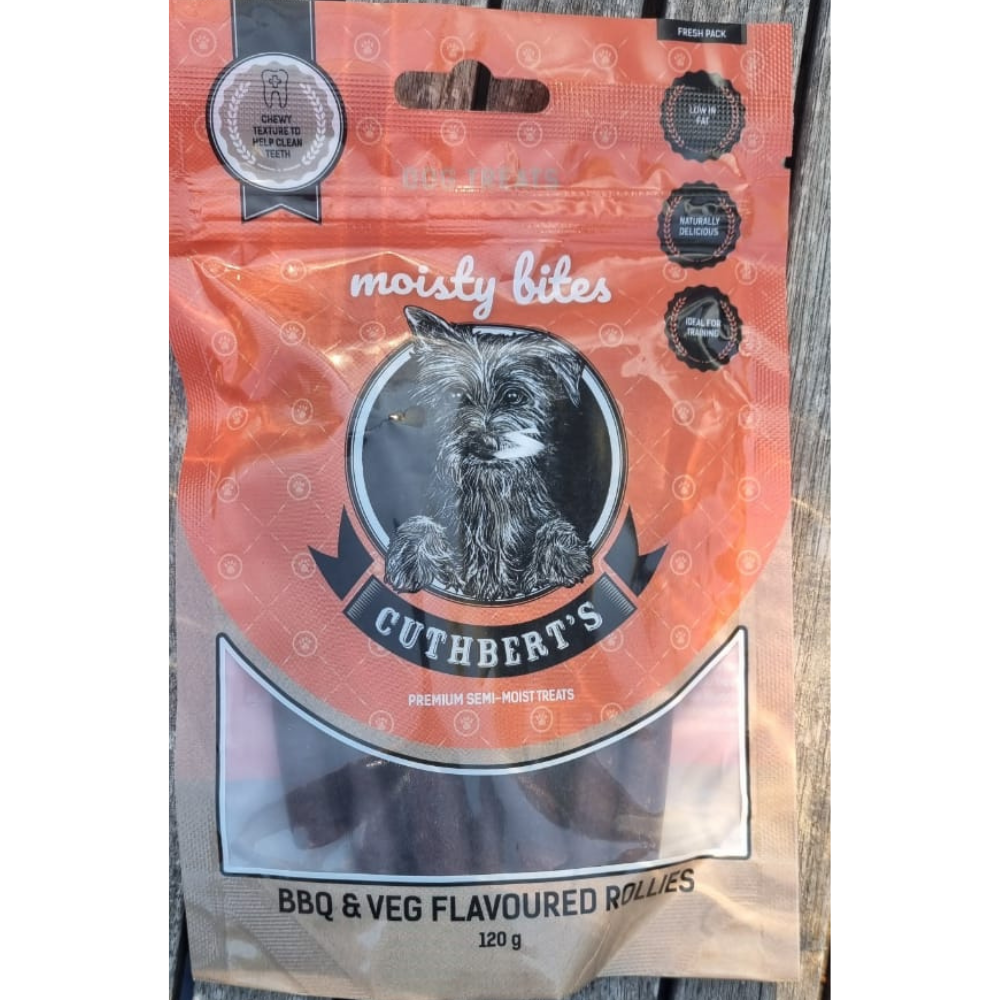 FRESH PACK
CHEWY
TEXTURE TO
HELP CLEAN
TEETH
LOW IN
FAT
DOG TREATS
NATURALLY
DELICIOUS
moisty bites
IDEAL FOR
TRAINING
CUTHBERT'S
PREMIUM SEMI-MOIST TREATS
BBQ & VEG FLAVOURED ROLLIES
120 g